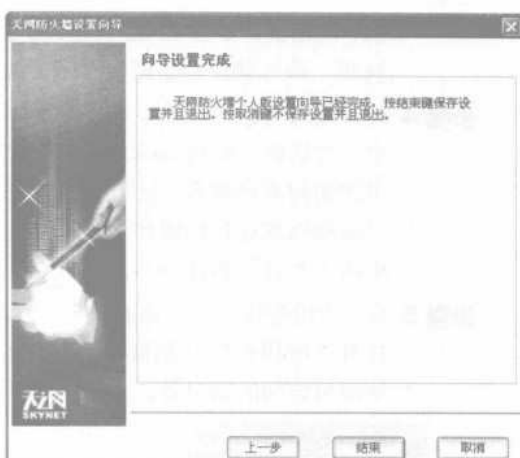 天网防火墙设置向导
向导设置完成
天网防火墙个人版设置向导已经完成，按结束键保存设
置并且退出。按取消键不保存设置并且退出。
天网
SKYNET
上一步
结束
取消